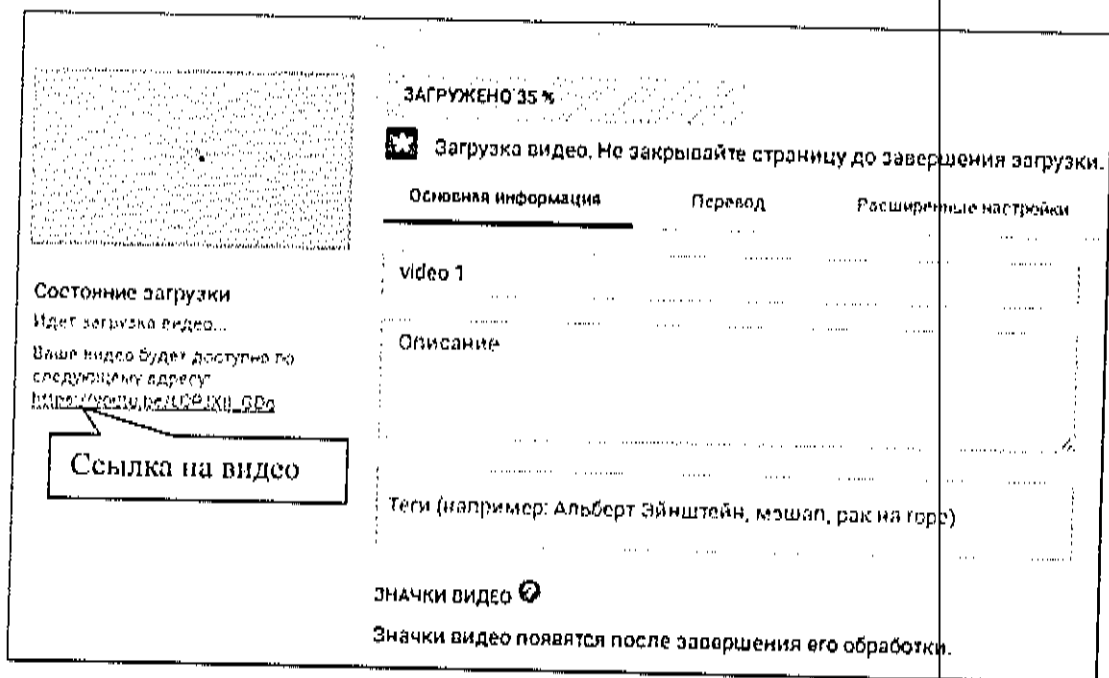 ЗАГРУЖЕНО 35 %
Загрузка видео. Не закрывайте страницу до завершения загрузки.
Основная информация Перевод Расширенные настройки
video 1
Описание
Теги (например: Альберт Эйнштейн, мэшап, рак на горе)
ЗНАЧКИ ВИДЕО
Значки видео появятся после завершения его обработки.
Состояние загрузки
Идет загрузка видео...
Ваше видео будет доступно по
следующему адресу:
Ссылка на видео